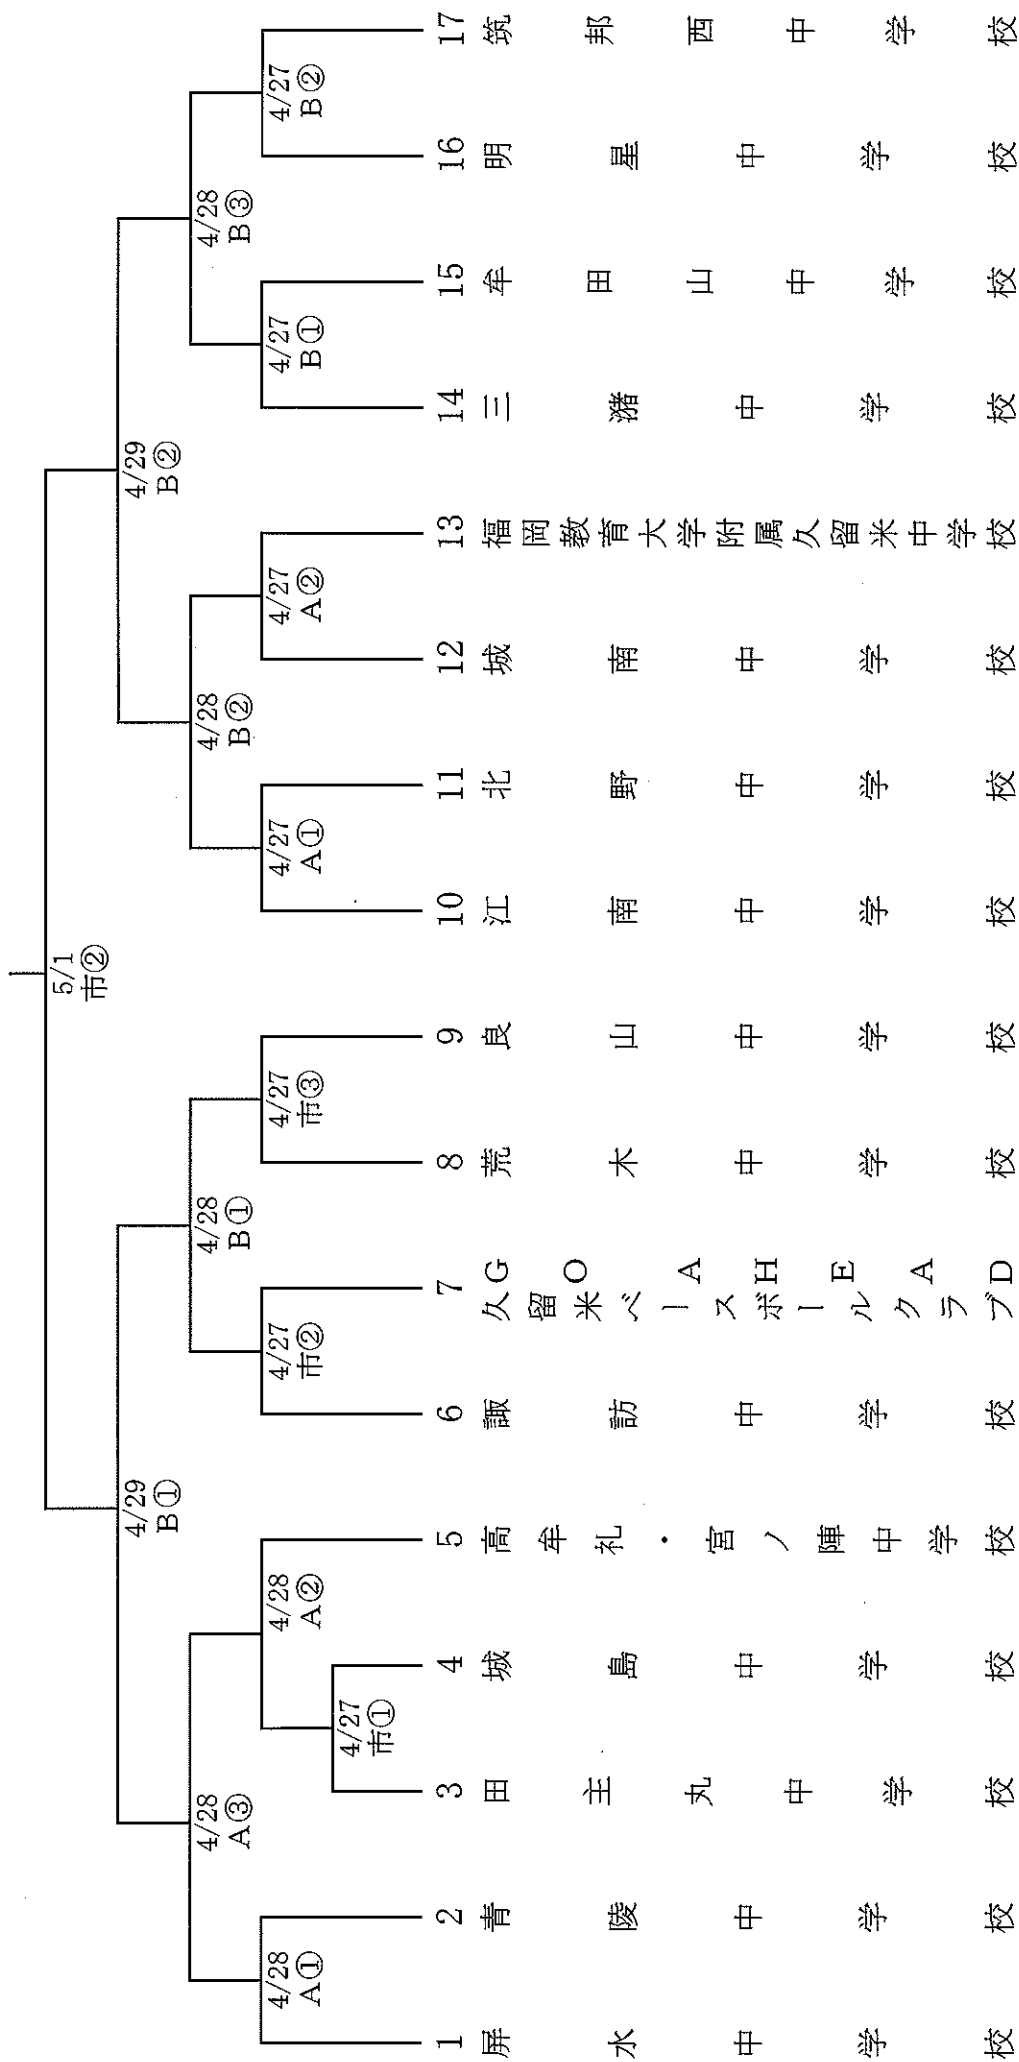 5/1
市②
4/29
B①
4/29
B②
4/28
A③
4/28
B①
4/28
B②
4/28
B③
4/28
A①
4/28
A②
4/27
市②
4/27
市③
4/27
A①
4/27
A②
4/27
B①
4/27
B②
4/27
市①
1 屏水中学校
2 青陵中学校
3 田主丸中学校
4 城島中学校
5 高牟礼・宮ノ陣中学校
6 諏訪中学校
7 GO AHEAD
久留米ベースボールクラブ
8 荒木中学校
9 良山中学校
10 江南中学校
11 北野中学校
12 城南中学校
13 福岡教育大学附属久留米中学校
14 三潴中学校
15 牟田山中学校
16 明星中学校
17 筑邦西中学校